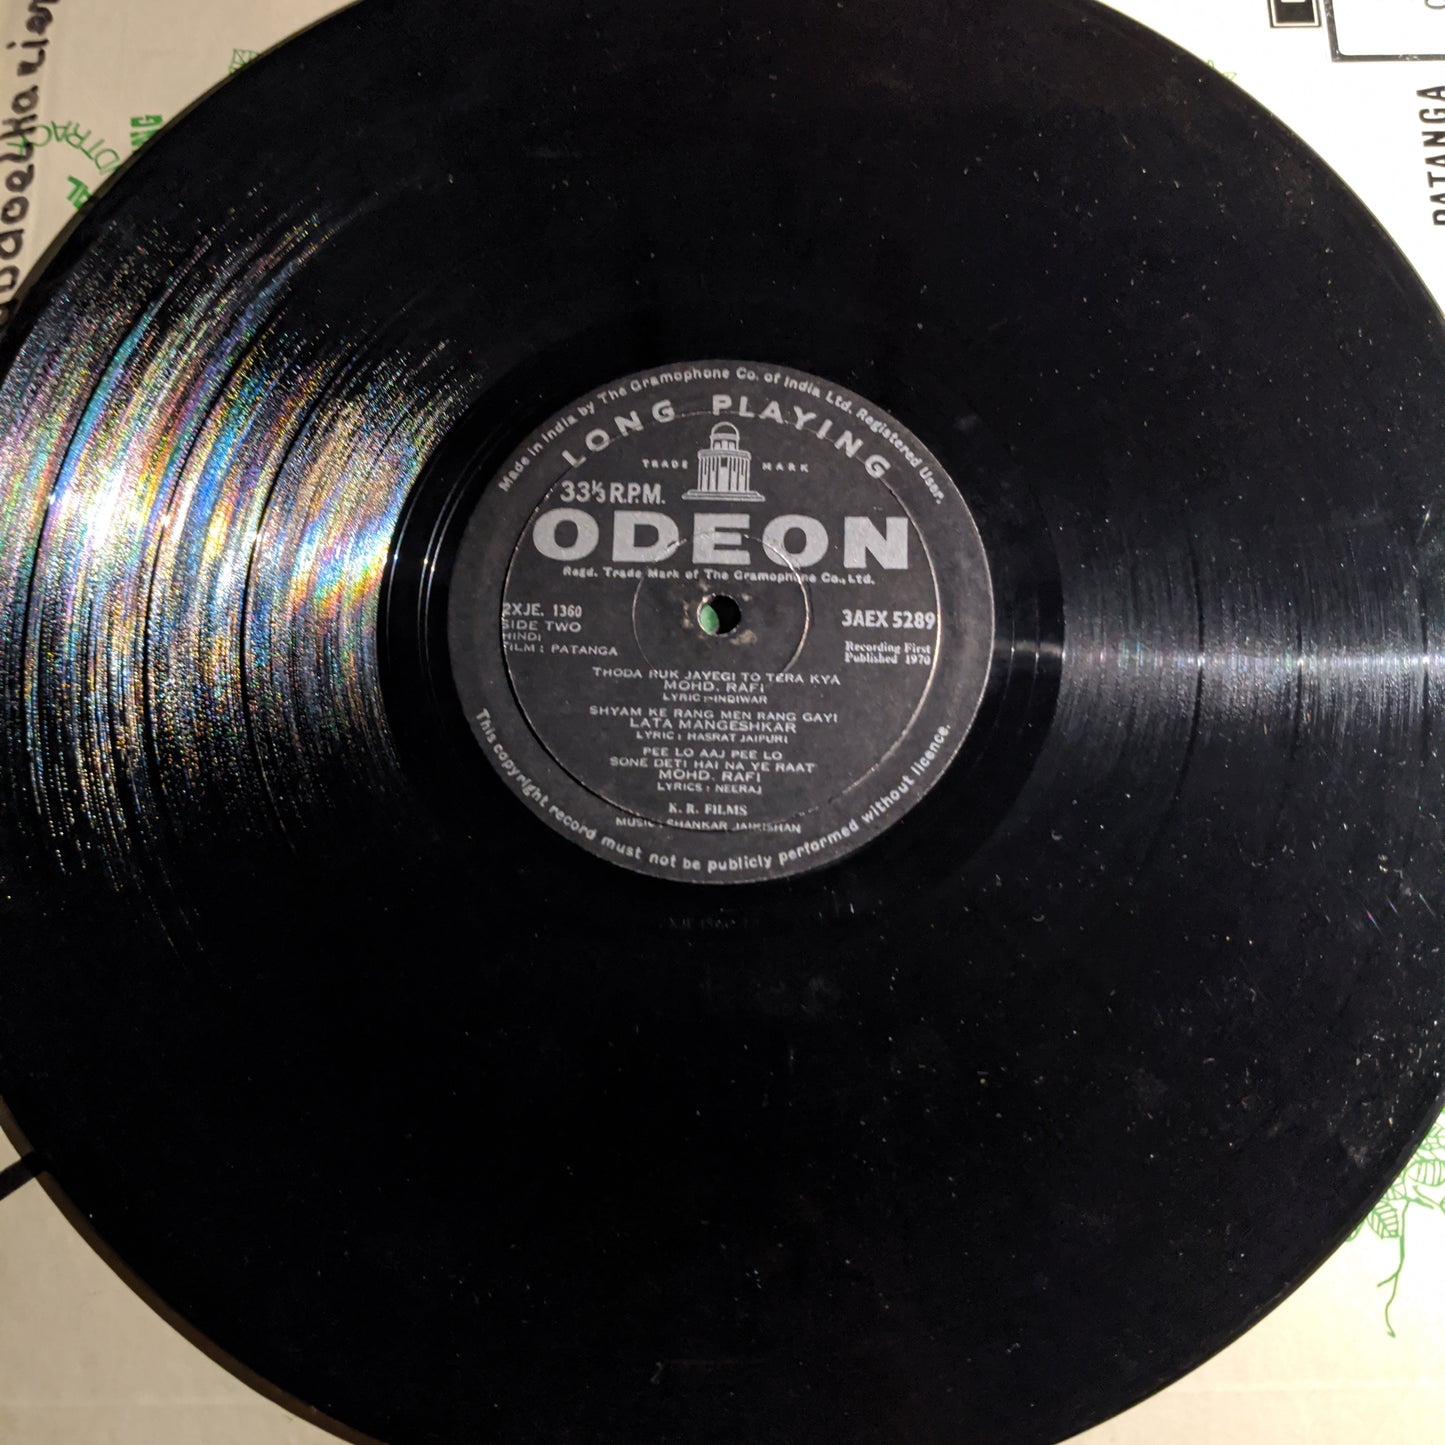 Made in India by The Gramophone Co. of India Ltd. Registered User.
LONG PLAYING
TRADE MARK
33⅓ R.P.M.
ODEON
Regd. Trade Mark of The Gramophone Co., Ltd.
2XJE. 1360
SIDE TWO
HINDI
FILM : PATANGA
3AEX 5289
Recording First
Published 1970
THODA RUK JAYEGI TO TERA KYA
MOHD. RAFI
LYRIC : INDIWAR
SHYAM KE RANG MEN RANG GAYI
LATA MANGESHKAR
LYRIC : HASRAT JAIPURI
PEE LO AAJ PEE LO
SONE DETI HAI NA YE RAAT
MOHD. RAFI
LYRICS : NEERAJ
K. R. FILMS
MUSIC : SHANKAR JAIKISHAN
This copyright record must not be publicly performed without licence.
PATANGA